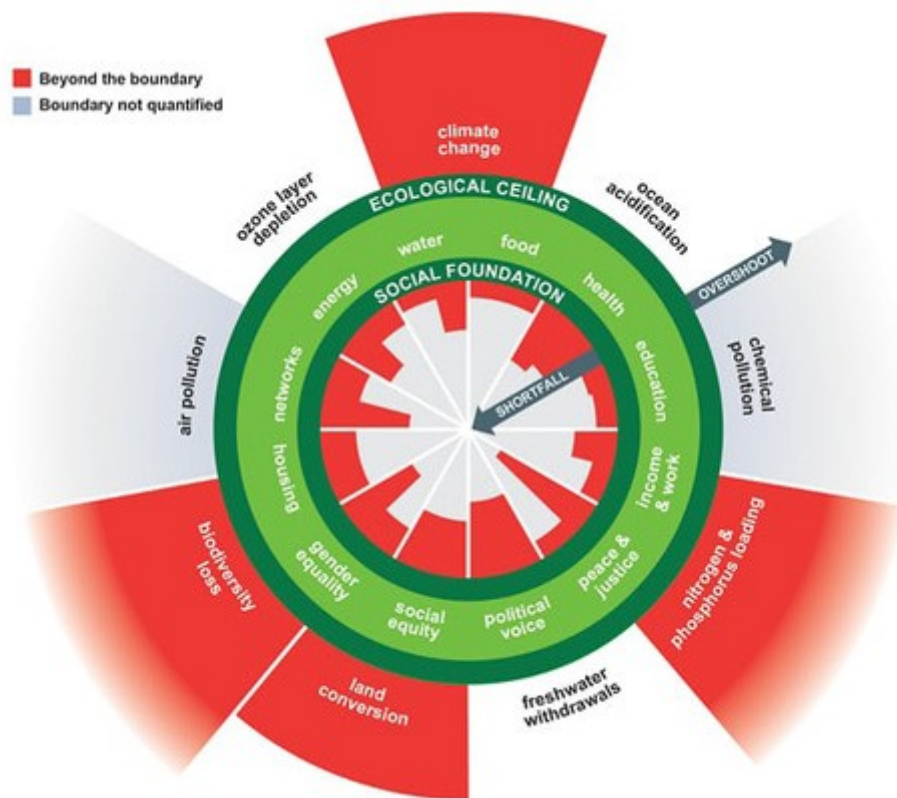 Beyond the boundary
Boundary not quantified
climate
change
ozone layer
depletion
ocean
acidification
ECOLOGICAL CEILING
OVERSHOOT
water
food
energy
health
SOCIAL FOUNDATION
SHORTFALL
air pollution
networks
education
chemical
pollution
housing
income
& work
biodiversity
loss
gender
equality
peace &
justice
nitrogen &
phosphorus loading
social
equity
political
voice
land
conversion
freshwater
withdrawals